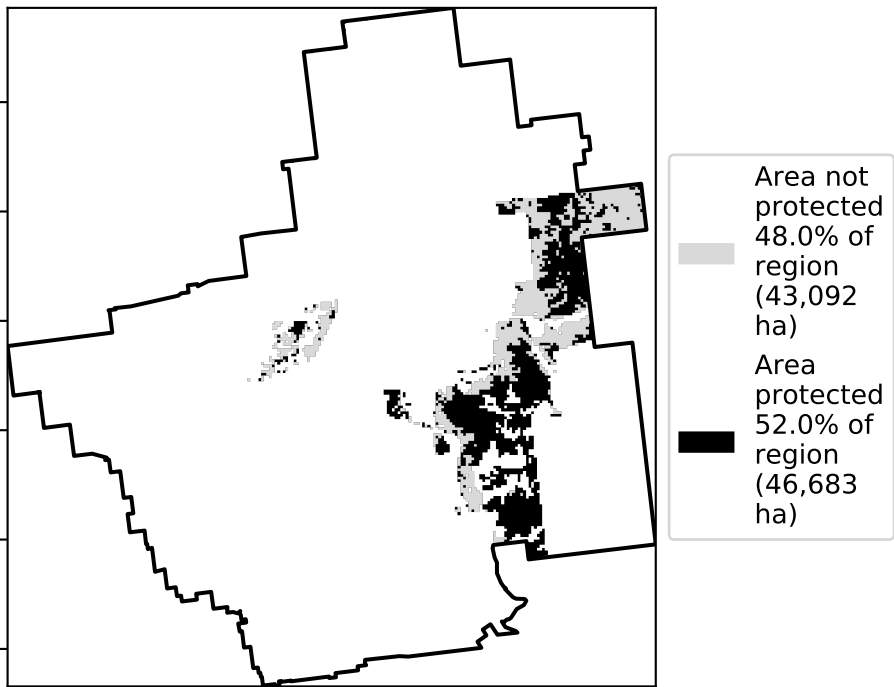 Area not
protected
48.0% of
region
(43,092
ha)
Area
protected
52.0% of
region
(46,683
ha)